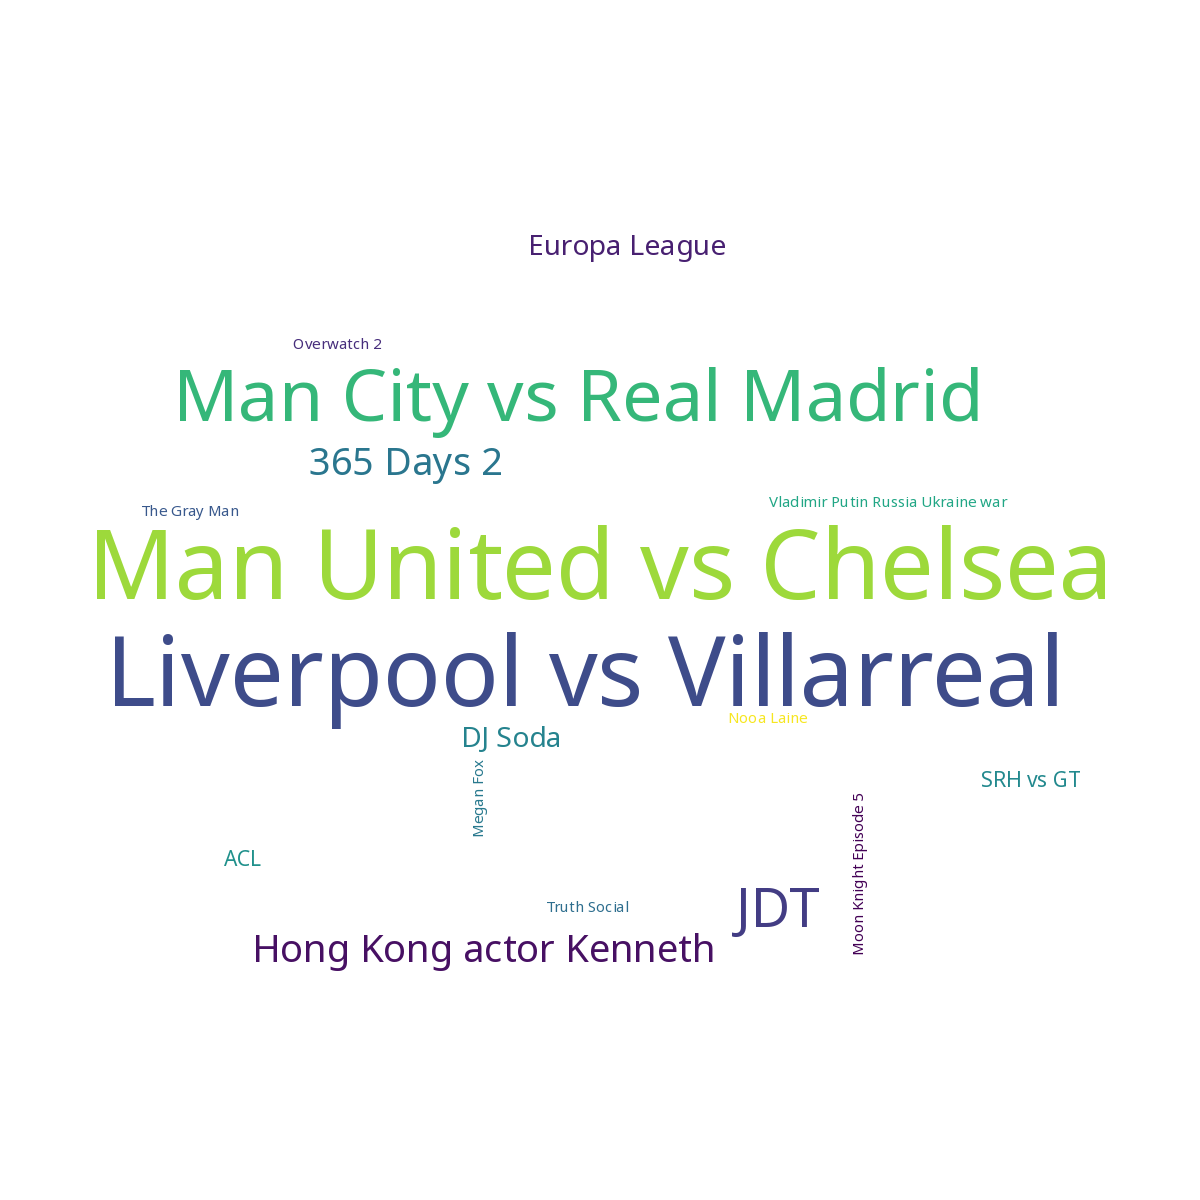 Europa League
Overwatch 2
Man City vs Real Madrid
365 Days 2
Vladimir Putin Russia Ukraine war
The Gray Man
Man United vs Chelsea
Liverpool vs Villarreal
Nooa Laine
DJ Soda
Megan Fox
SRH vs GT
Moon Knight Episode 5
ACL
Truth Social
JDT
Hong Kong actor Kenneth